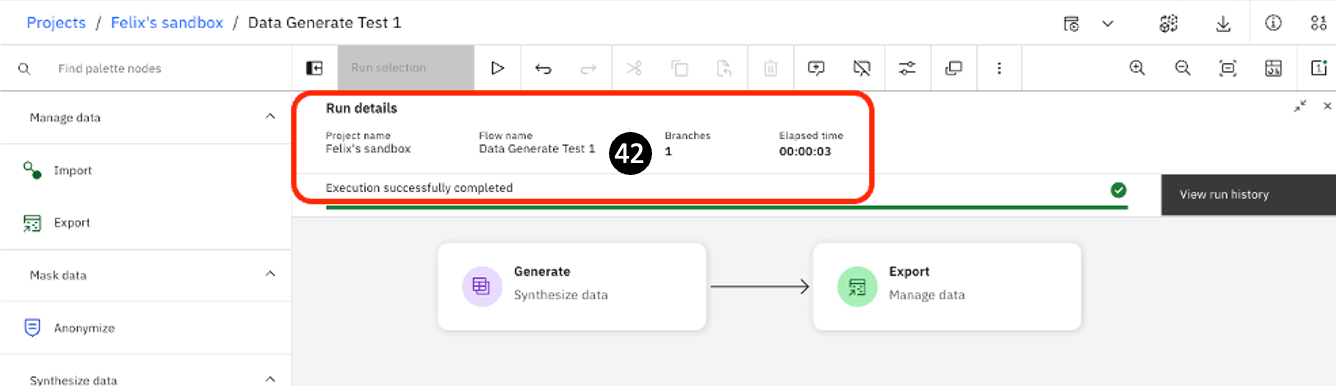 Projects / Felix's sandbox / Data Generate Test 1
Find palette nodes
Run selection
Manage data
Import
Export
Mask data
Anonymize
Synthesize data
Run details
Project name
Felix's sandbox
Flow name
Data Generate Test 1
42
Branches
1
Elapsed time
00:00:03
Execution successfully completed
View run history
Generate
Synthesize data
Export
Manage data